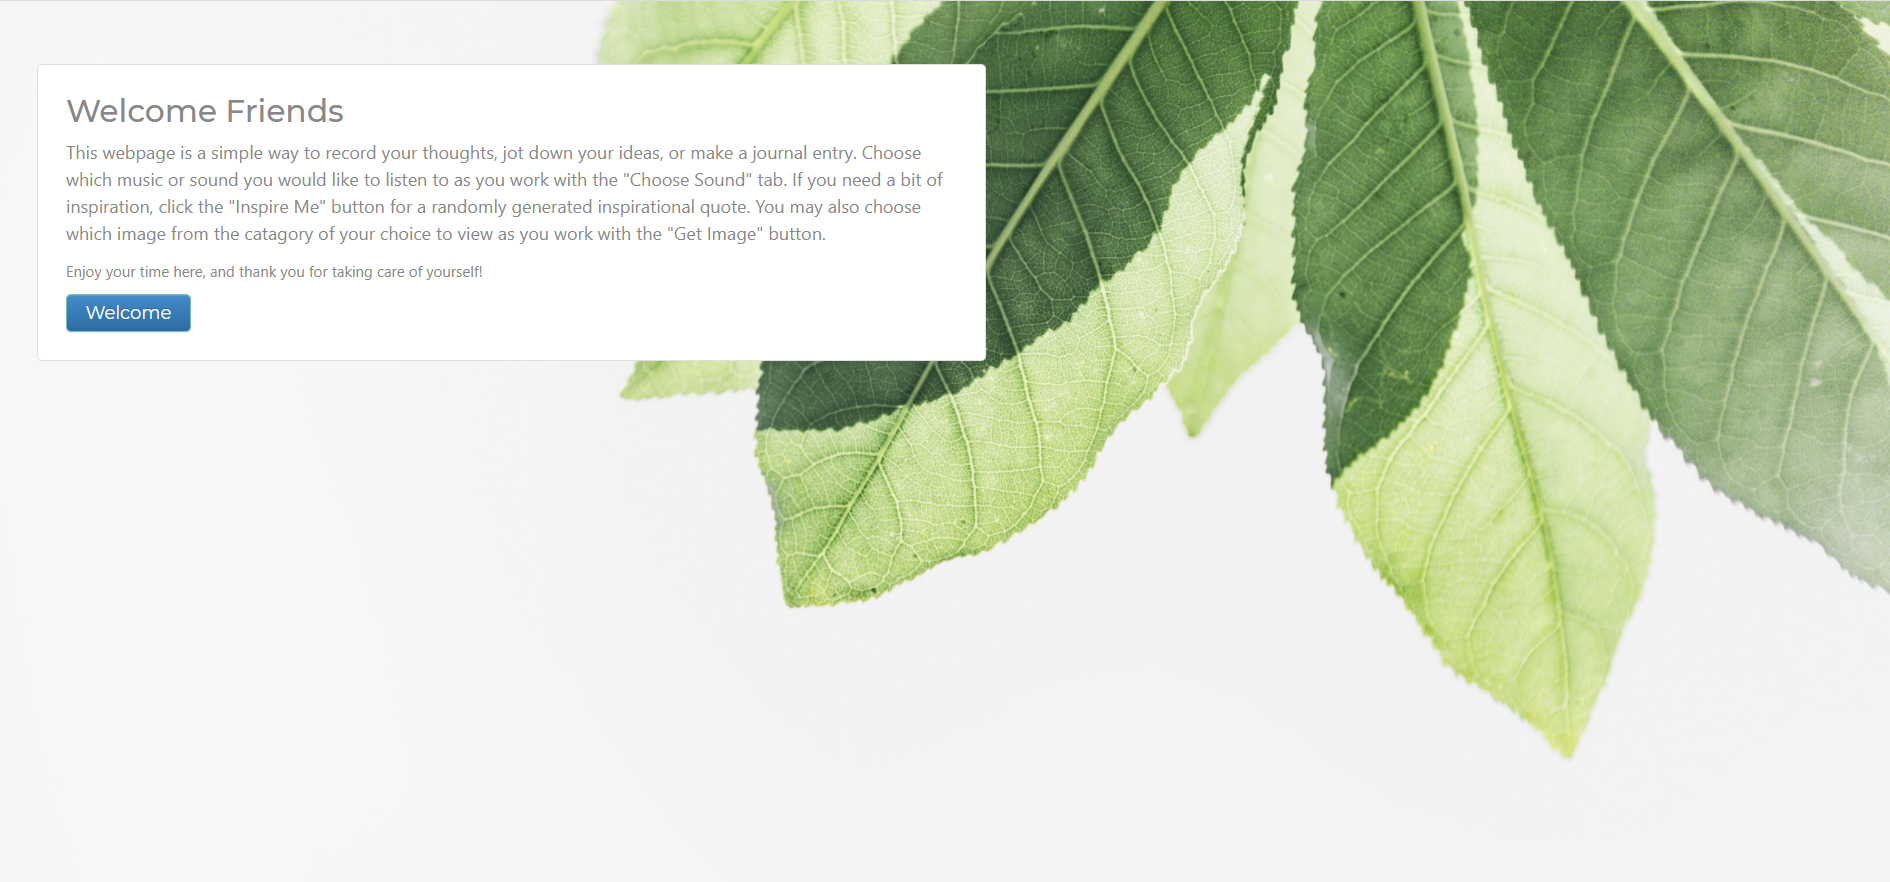 Welcome Friends
This webpage is a simple way to record your thoughts, jot down your ideas, or make a journal entry. Choose
which music or sound you would like to listen to as you work with the "Choose Sound" tab. If you need a bit of
inspiration, click the "Inspire Me" button for a randomly generated inspirational quote. You may also choose
which image from the catagory of your choice to view as you work with the "Get Image" button.
Enjoy your time here, and thank you for taking care of yourself!
Welcome